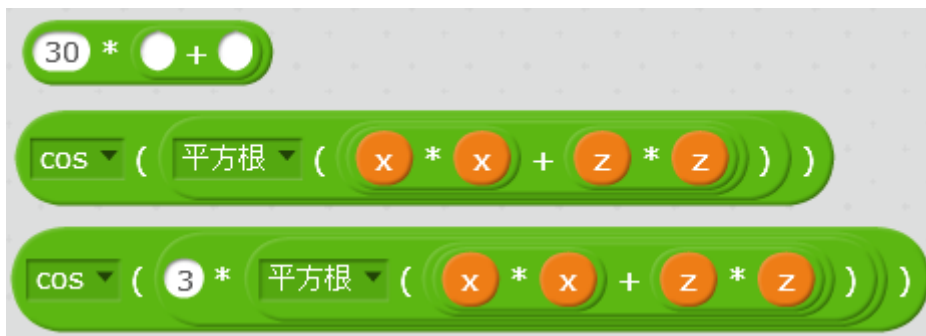 30 * + 
cos ( 平方根 ( x * x + z * z ) )
cos ( 3 * 平方根 ( x * x + z * z ) )